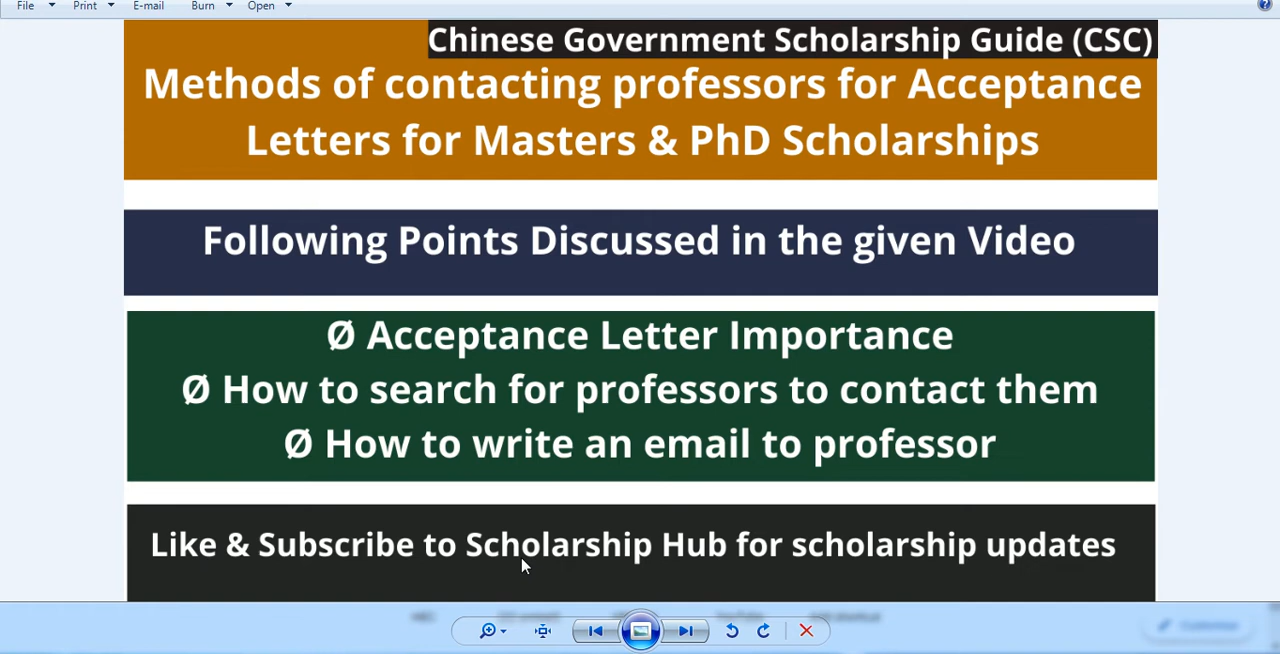 File Print E-mail Burn Open
Chinese Government Scholarship Guide (CSC)
Methods of contacting professors for Acceptance
Letters for Masters & PhD Scholarships
Following Points Discussed in the given Video
Ø Acceptance Letter Importance
Ø How to search for professors to contact them
Ø How to write an email to professor
Like & Subscribe to Scholarship Hub for scholarship updates